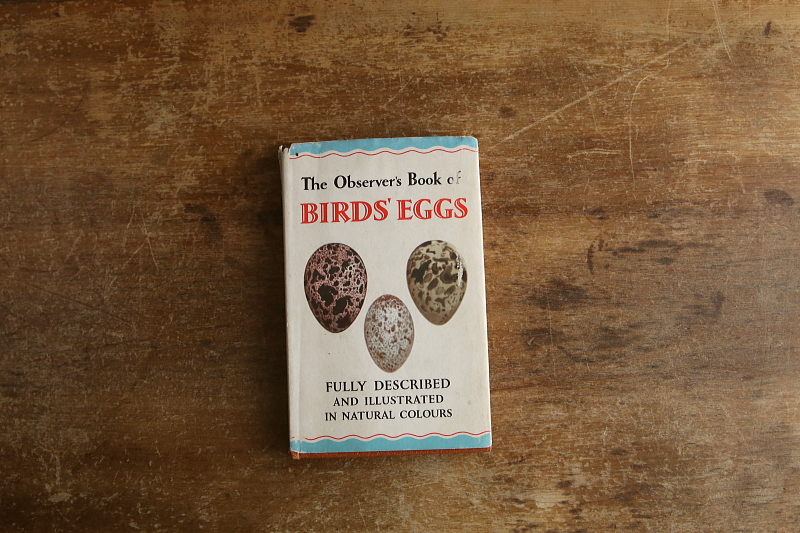 The Observer's Book of
BIRDS' EGGS
FULLY DESCRIBED
AND ILLUSTRATED
IN NATURAL COLOURS